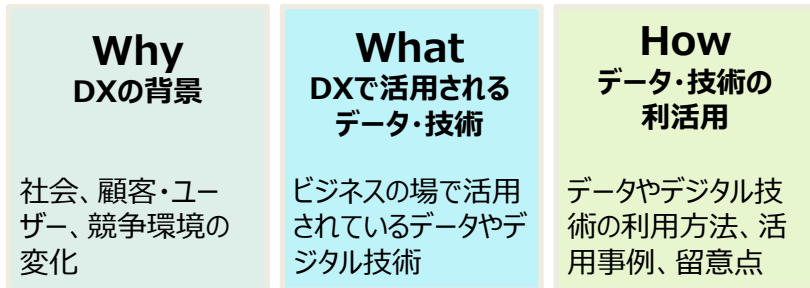 Why
DXの背景
社会、顧客・ユー
ザー、競争環境の
変化
What
DXで活用される
データ・技術
ビジネスの場で活用
されているデータやデ
ジタル技術
How
データ・技術の
利活用
データやデジタル技
術の利用方法、活
用事例、留意点